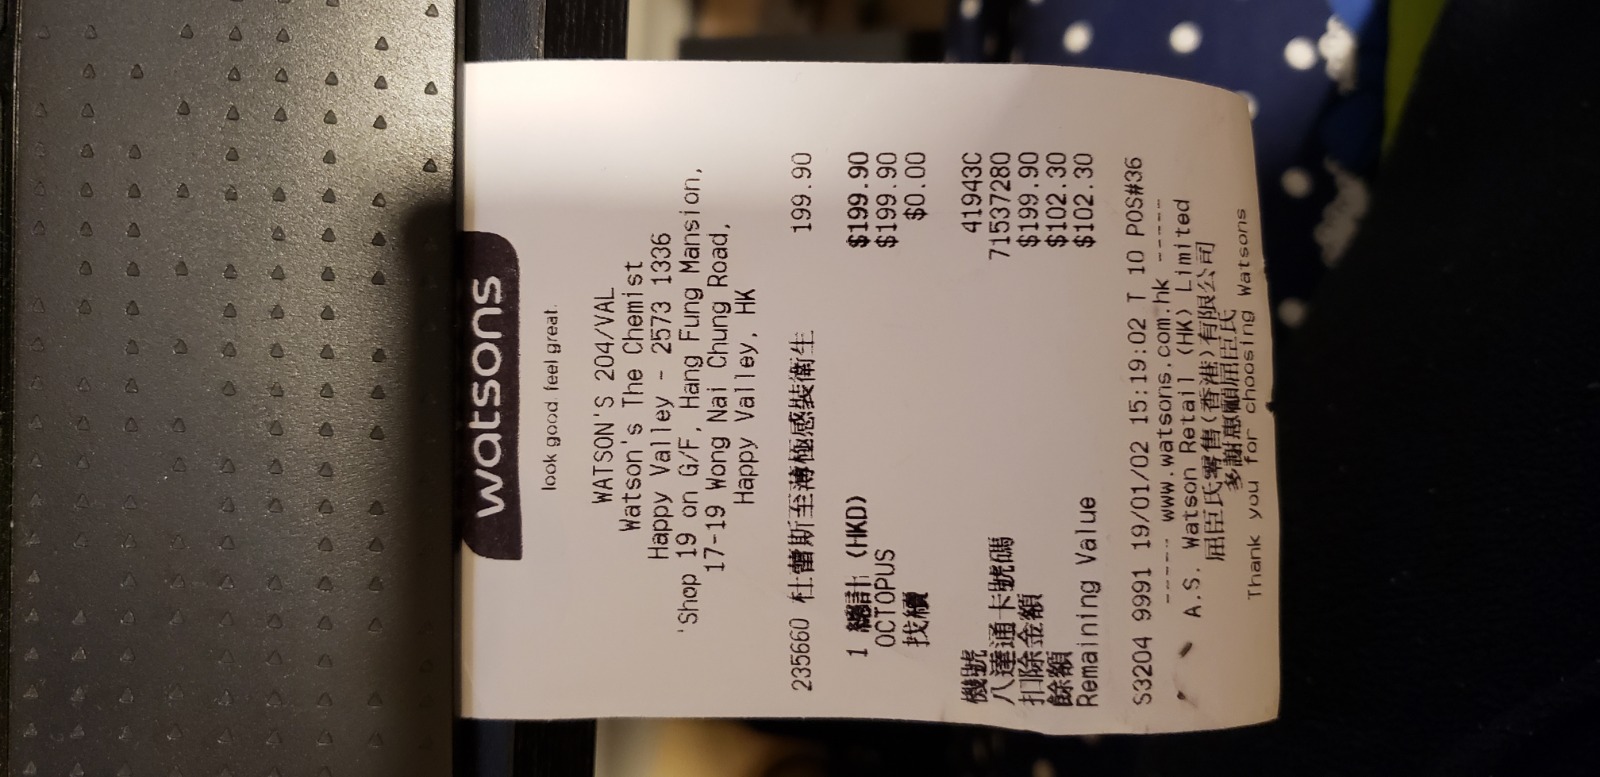 watsons
look good. feel great.
WATSON'S 204/VAL
Watson's The Chemist
Happy Valley - 2573 1336
'Shop 19 on G/F, Hang Fung Mansion,
17-19 Wong Nai Chung Road,
Happy Valley, HK
235660 杜蕾斯至薄極感裝衛生 199.90
1 總計 (HKD) $199.90
OCTOPUS $199.90
找續 $0.00
機號 41943C
八達通卡號碼 71537280
扣除金額 $199.90
餘額 $102.30
Remaining Value $102.30
S3204 9991 19/01/02 15:19:02 T 10 POS#36
----- www.watsons.com.hk -----
A.S. Watson Retail (HK) Limited
屈臣氏零售(香港)有限公司
多謝惠顧屈臣氏
Thank you for choosing Watsons